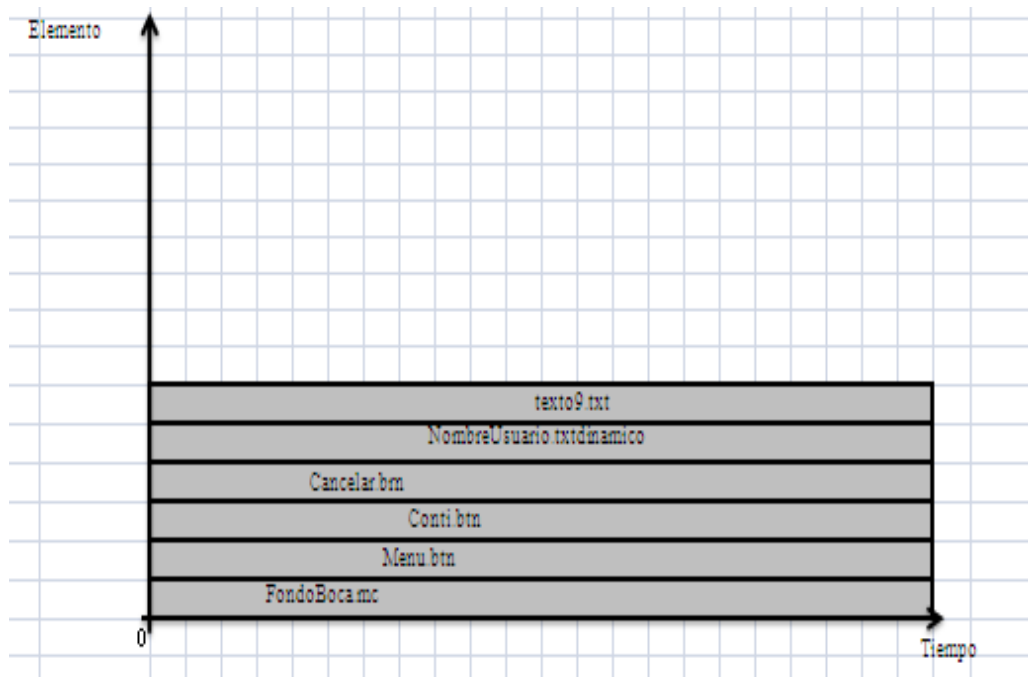 Elemento
texto9.txt
NombreUsuario.txtdinamico
Cancelar.btn
Conti.btn
Menu.btn
FondoBoca.mc
0
Tiempo